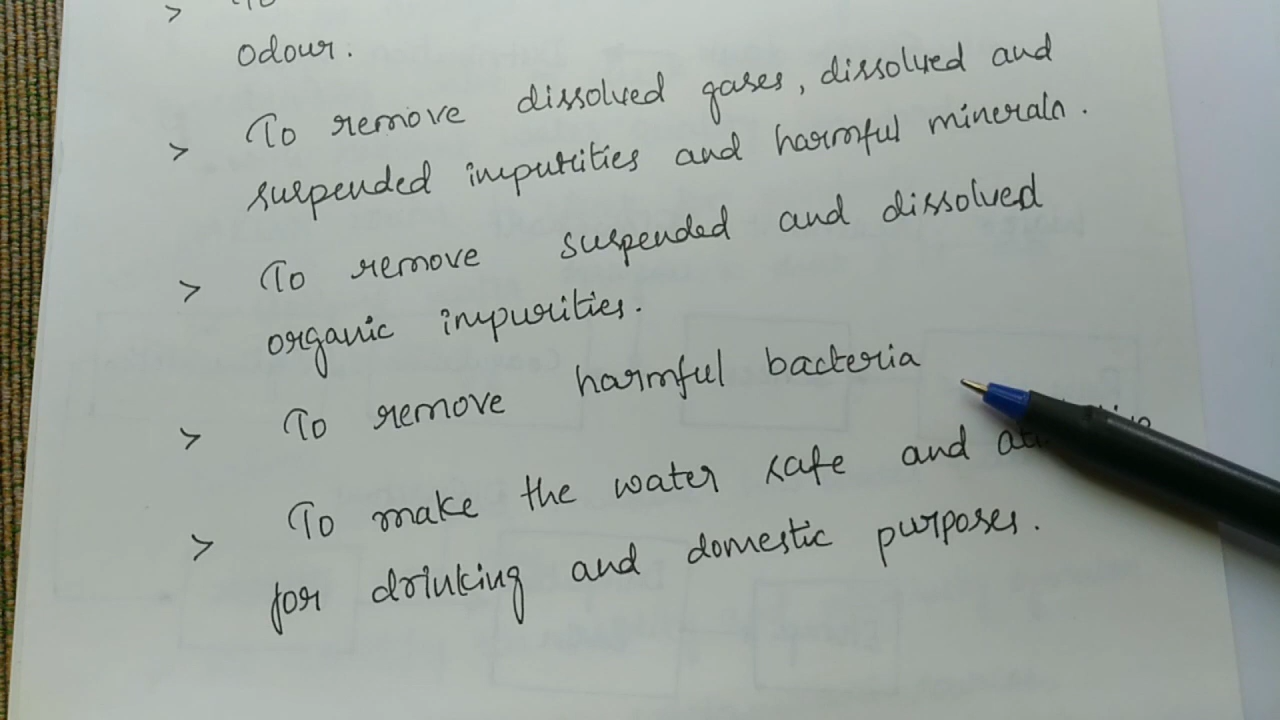 > To
odour.
> To remove dissolved gases, dissolved and
suspended impurities and harmful minerals.
> To remove suspended and dissolved
organic impurities.
> To remove harmful bacteria
> To make the water safe and
for drinking and domestic purposes.